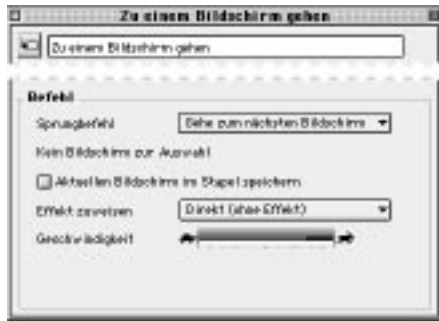 Zu einem Bildschirm gehen
Zu einem Bildschirm gehen
Befehl
Sprungbefehl Gehe zum nächsten Bildschirm
Kein Bildschirm zur Auswahl
Aktuellen Bildschirm im Stapel speichern
Effekt zuweisen Direkt (ohne Effekt)
Geschwindigkeit